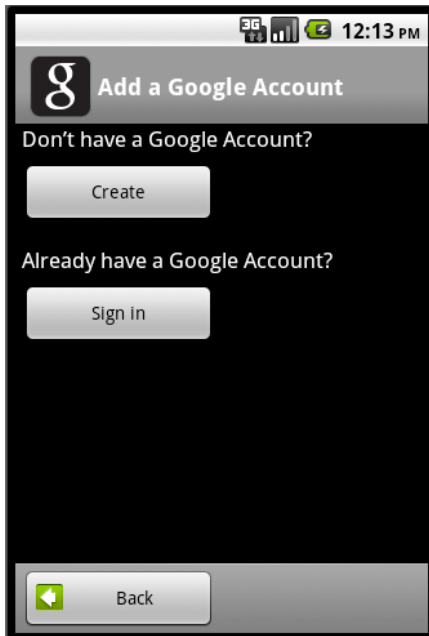 3G 12:13 PM
g Add a Google Account
Don't have a Google Account?
Create
Already have a Google Account?
Sign in
Back